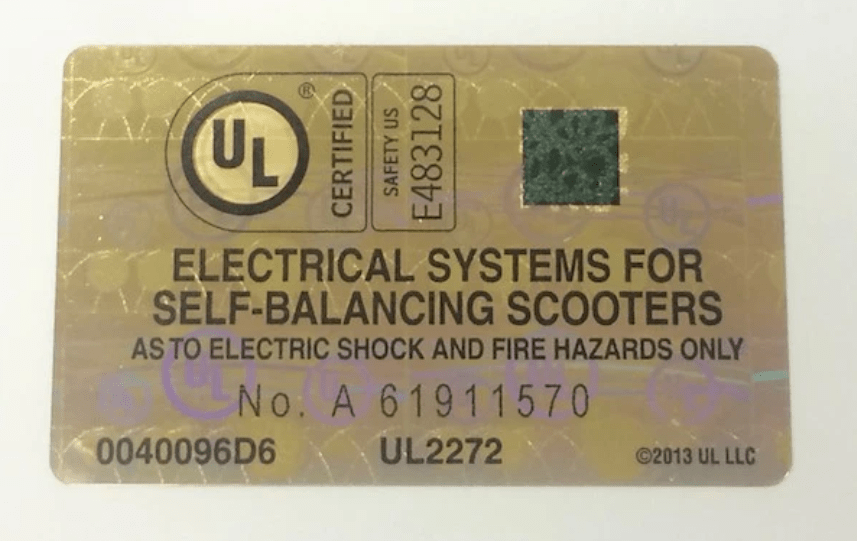 UL®
CERTIFIED
SAFETY US
E483128
ELECTRICAL SYSTEMS FOR
SELF-BALANCING SCOOTERS
AS TO ELECTRIC SHOCK AND FIRE HAZARDS ONLY
No. A 61911570
0040096D6 UL2272 ©2013 UL LLC